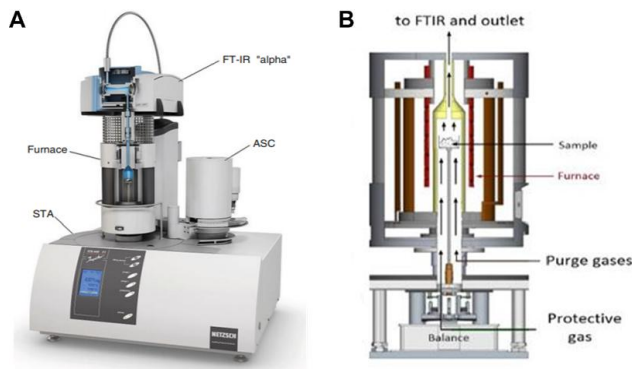 A
FT-IR "alpha"
Furnace
ASC
STA
NETZSCH
B
to FTIR and outlet
Sample
Furnace
Purge gases
Protective
gas
Balance